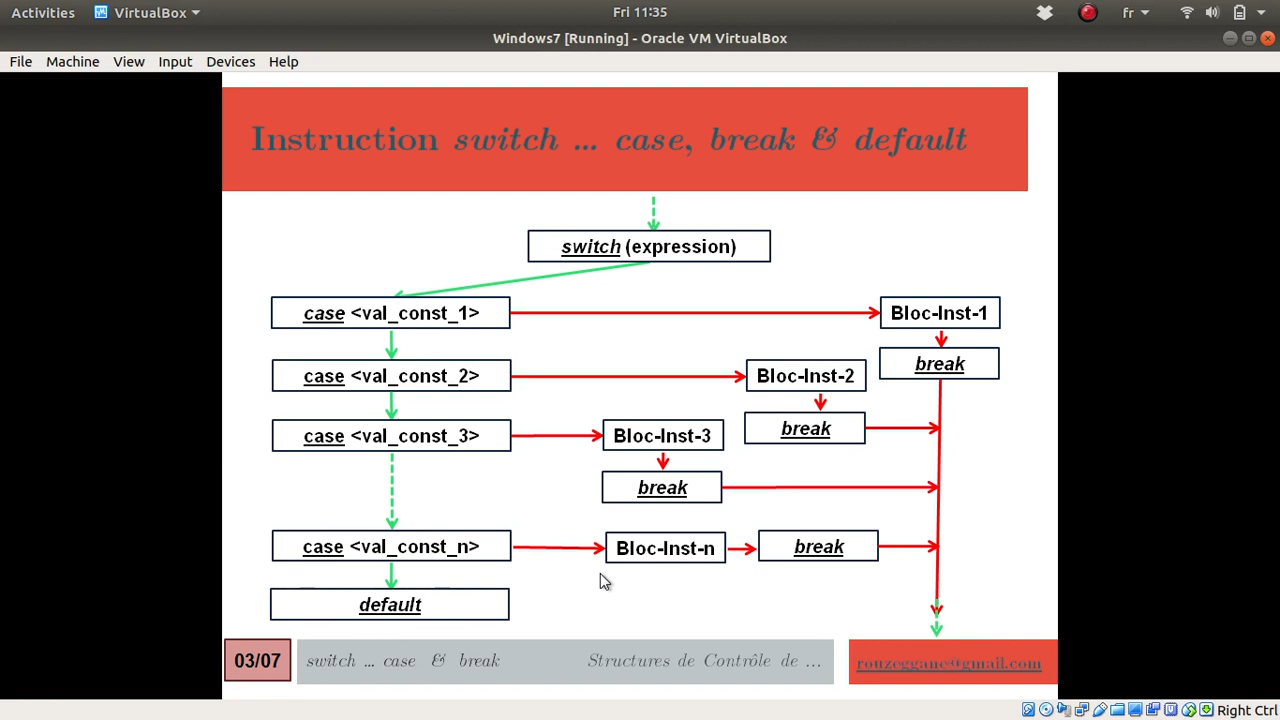 Activities VirtualBox Fri 11:35 fr
Windows7 [Running] - Oracle VM VirtualBox
File Machine View Input Devices Help
Instruction switch ... case, break & default
switch (expression)
case <val_const_1> Bloc-Inst-1
break
case <val_const_2> Bloc-Inst-2
break
case <val_const_3> Bloc-Inst-3
break
case <val_const_n> Bloc-Inst-n break
default
03/07 switch ... case & break Structures de Contrôle de ... rouzeggane@gmail.com
Right Ctrl